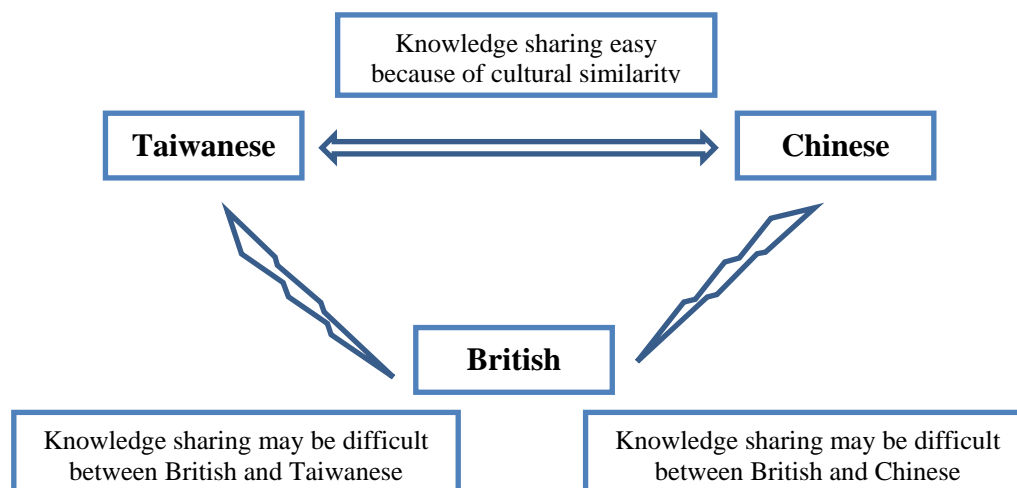 Knowledge sharing easy
because of cultural similarity
Taiwanese
Chinese
British
Knowledge sharing may be difficult
between British and Taiwanese
Knowledge sharing may be difficult
between British and Chinese